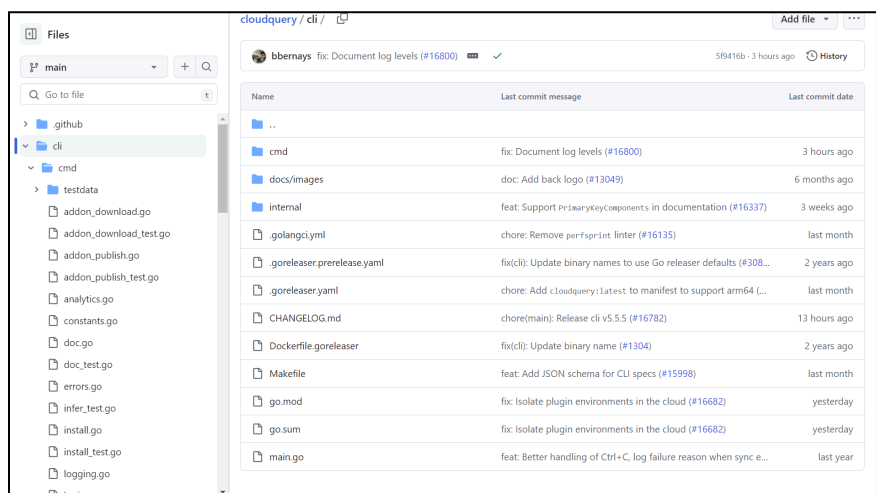 Files
main
Go to file
t
.github
cli
cmd
testdata
addon_download.go
addon_download_test.go
addon_publish.go
addon_publish_test.go
analytics.go
constants.go
doc.go
doc_test.go
errors.go
infer_test.go
install.go
install_test.go
logging.go
cloudquery / cli /
Add file
bbernays fix: Document log levels (#16800)
5f9416b · 3 hours ago History
Name Last commit message Last commit date
..
cmd fix: Document log levels (#16800) 3 hours ago
docs/images doc: Add back logo (#13049) 6 months ago
internal feat: Support PrimaryKeyComponents in documentation (#16337) 3 weeks ago
.golangci.yml chore: Remove perfsprint linter (#16135) last month
.goreleaser.prerelease.yaml fix(cli): Update binary names to use Go releaser defaults (#308... 2 years ago
.goreleaser.yaml chore: Add cloudquery:latest to manifest to support arm64 (... last month
CHANGELOG.md chore(main): Release cli v5.5.5 (#16782) 13 hours ago
Dockerfile.goreleaser fix(cli): Update binary name (#1304) 2 years ago
Makefile feat: Add JSON schema for CLI specs (#15998) last month
go.mod fix: Isolate plugin environments in the cloud (#16682) yesterday
go.sum fix: Isolate plugin environments in the cloud (#16682) yesterday
main.go feat: Better handling of Ctrl+C, log failure reason when sync e... last year